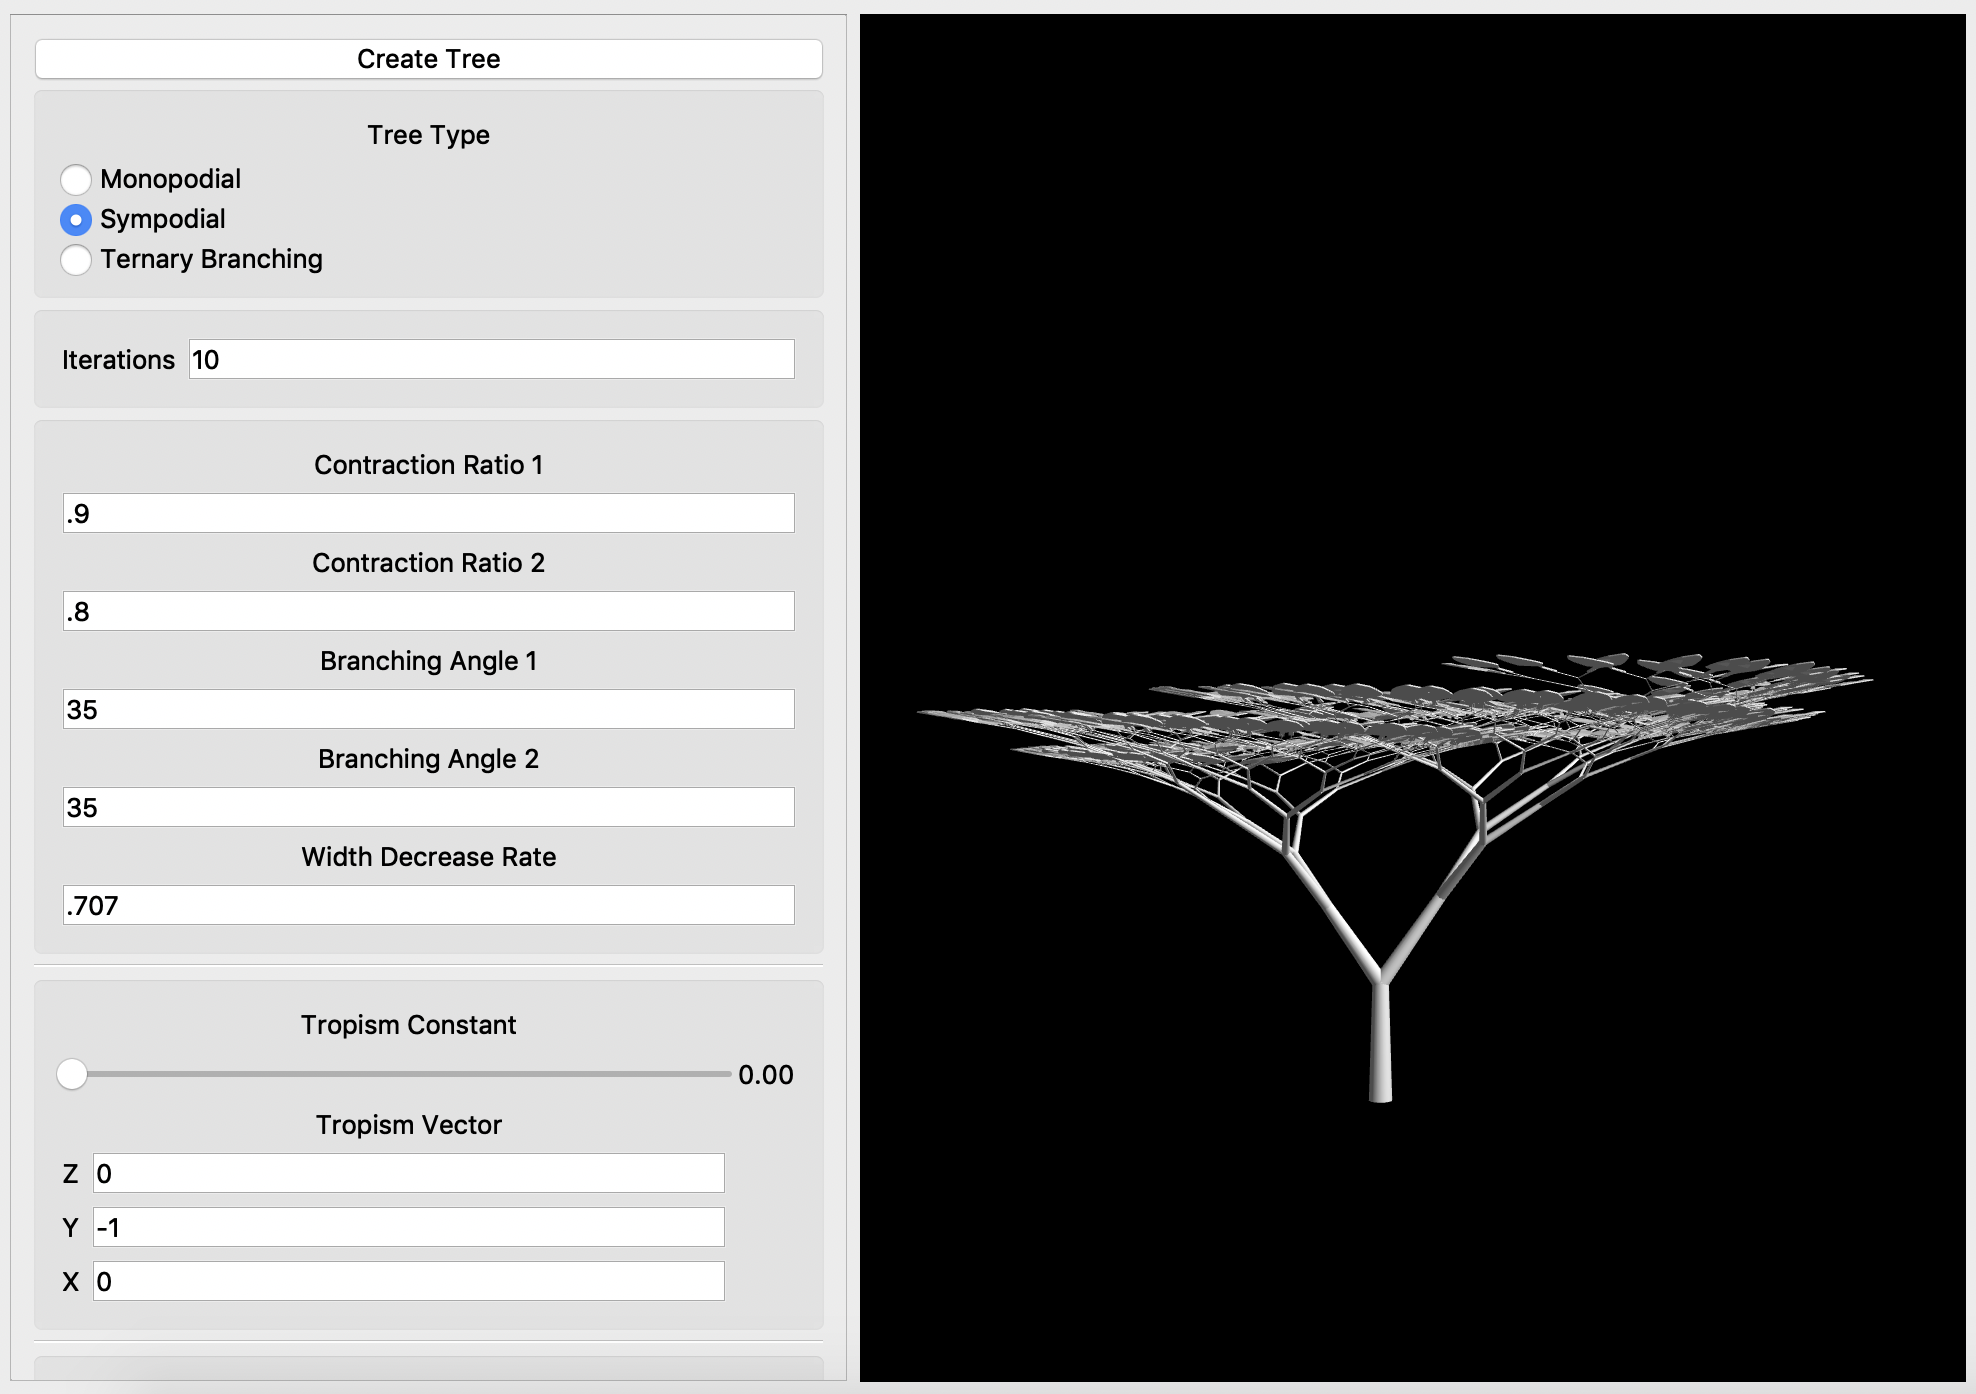 Create Tree
Tree Type
Monopodial
Sympodial
Ternary Branching
Iterations 10
Contraction Ratio 1
.9
Contraction Ratio 2
.8
Branching Angle 1
35
Branching Angle 2
35
Width Decrease Rate
.707
Tropism Constant
0.00
Tropism Vector
Z 0
Y -1
X 0